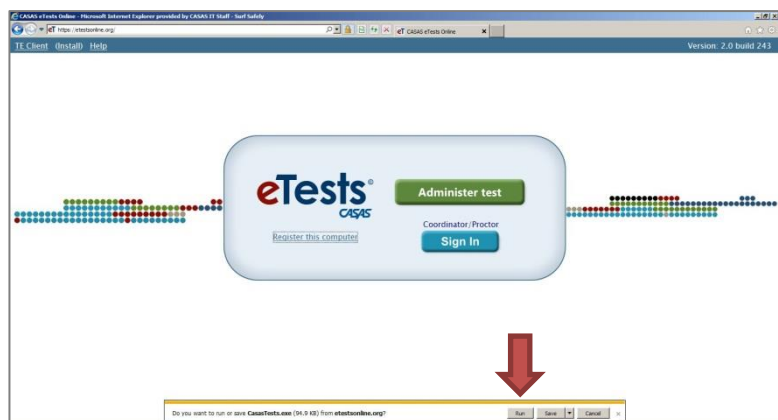 CASAS eTests Online - Microsoft Internet Explorer provided by CASAS IT Staff - Surf Safely
eT https://etestsonline.org/
eT CASAS eTests Online
TE Client (Install) Help
Version: 2.0 build 243
eTests®
CASAS
Administer test
Register this computer
Coordinator/Proctor
Sign In
Do you want to run or save CasasTests.exe (94.9 KB) from etestsonline.org?
Run Save Cancel